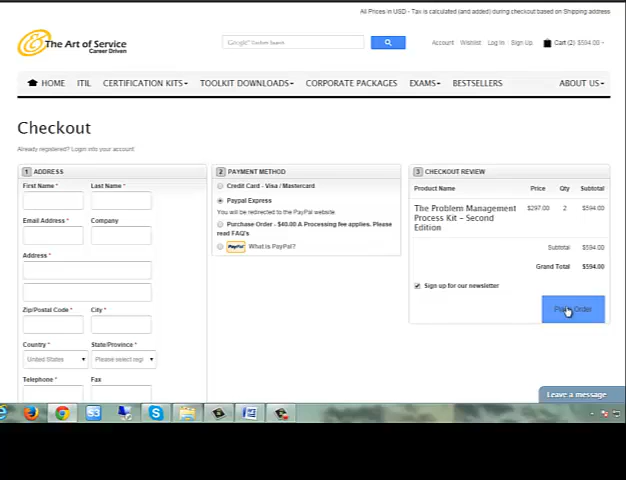 All Prices in USD - Tax is calculated (and added) during checkout based on Shipping address
The Art of Service
Career Driven
Google Custom Search
Account Wishlist Log In Sign Up Cart (2) $594.00
HOME ITIL CERTIFICATION KITS TOOLKIT DOWNLOADS CORPORATE PACKAGES EXAMS BESTSELLERS ABOUT US
Checkout
Already registered? Login into your account
1 ADDRESS
First Name * Last Name *
Email Address * Company
Address *
Zip/Postal Code * City *
Country * State/Province *
United States Please select regi
Telephone * Fax
2 PAYMENT METHOD
Credit Card - Visa / Mastercard
Paypal Express
You will be redirected to the PayPal website
Purchase Order - $40.00 A Processing fee applies. Please
read FAQ's
PayPal What is PayPal?
3 CHECKOUT REVIEW
Product Name Price Qty Subtotal
The Problem Management $297.00 2 $594.00
Process Kit – Second
Edition
Subtotal $594.00
Grand Total $594.00
Sign up for our newsletter
Place Order
Leave a message